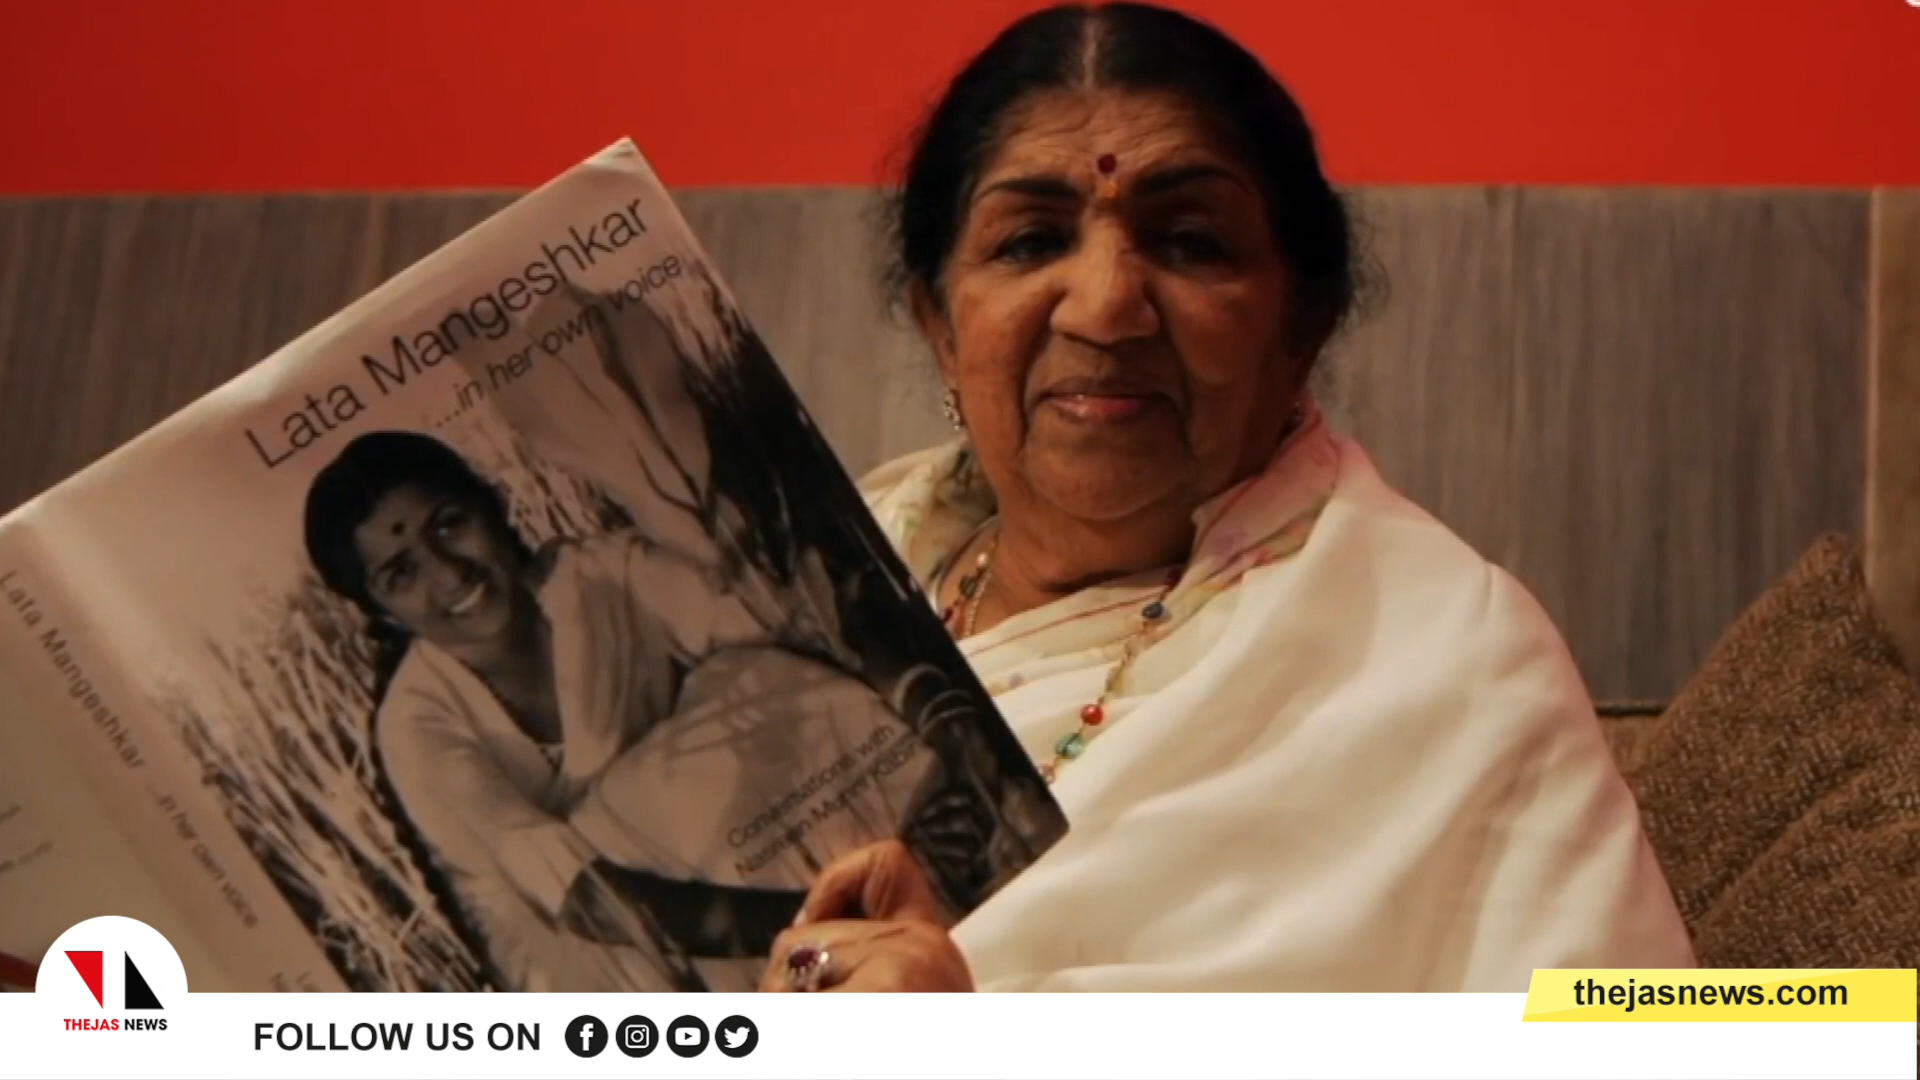 Lata Mangeshkar
...in her own voice
Conversations with
Nasreen Munni Kabir
Lata Mangeshkar ...in her own voice
THEJAS NEWS
FOLLOW US ON
thejasnews.com